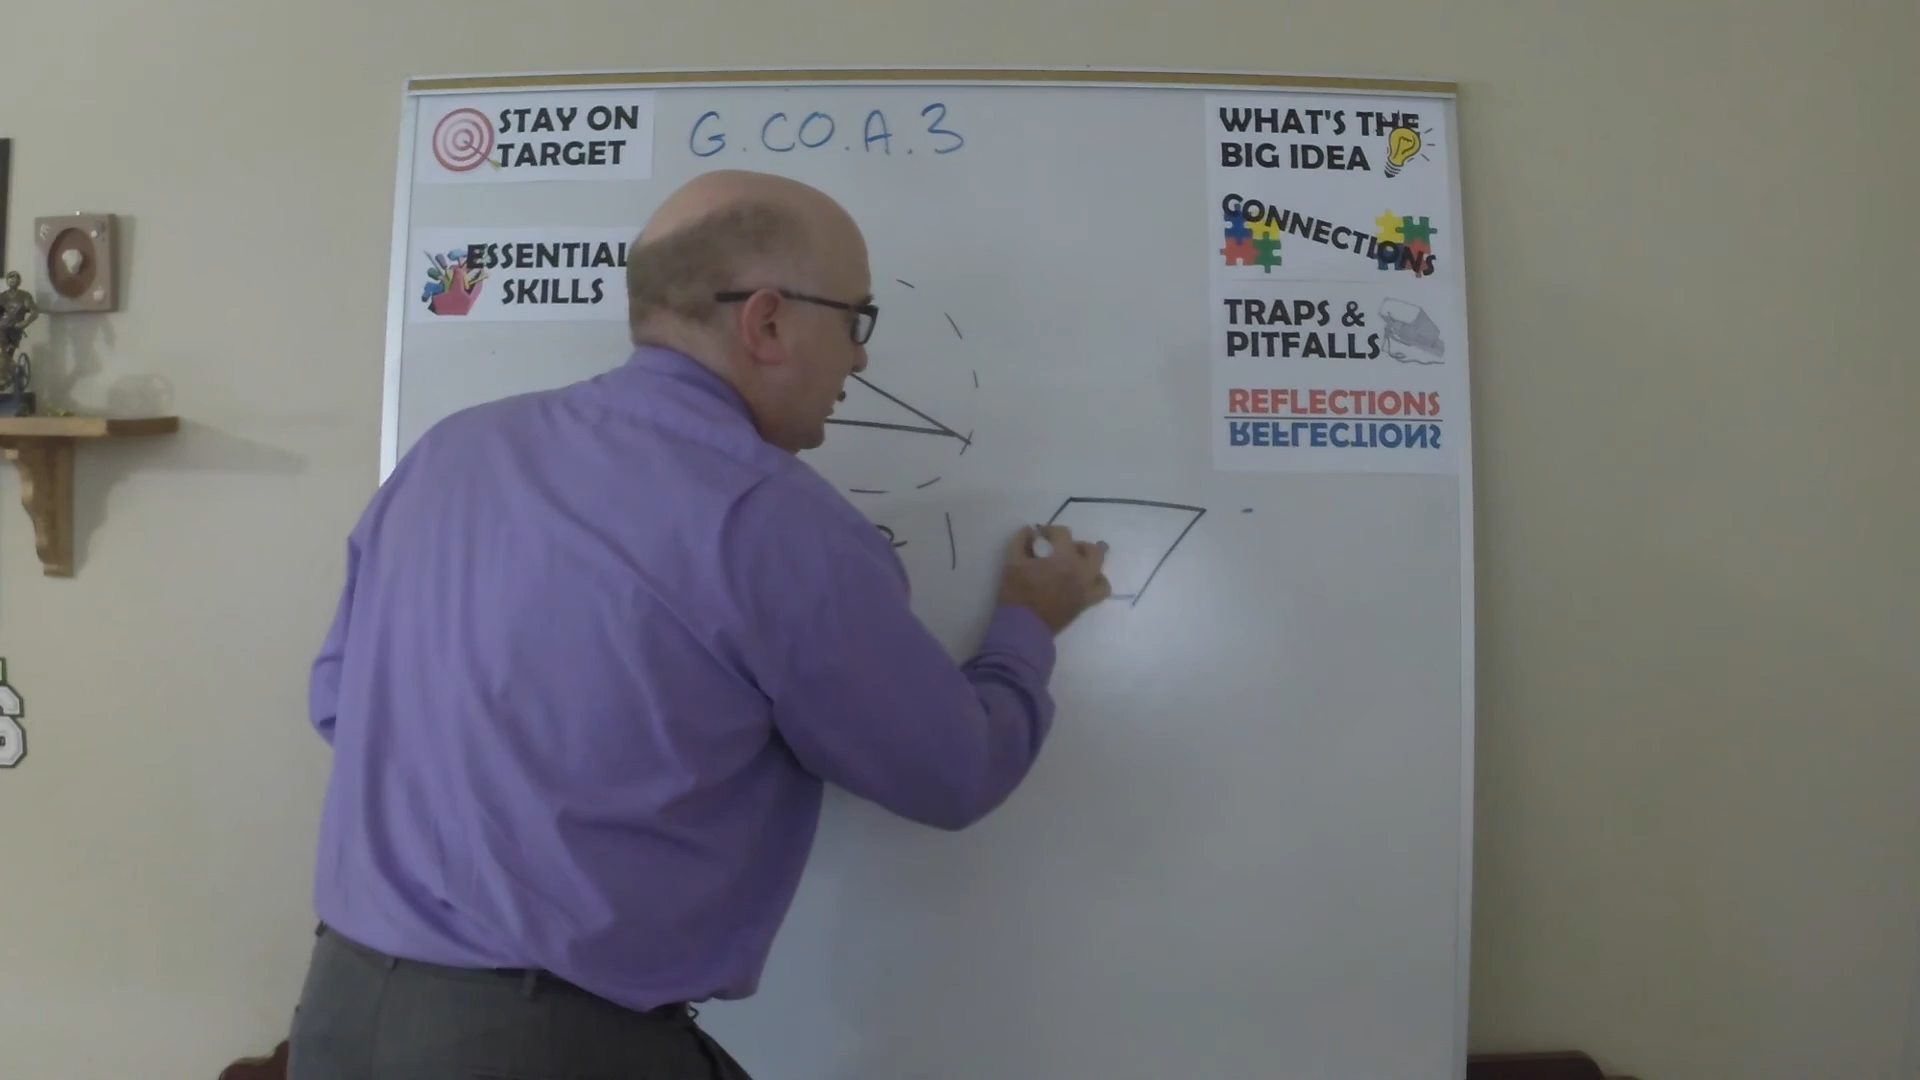 STAY ON
TARGET
G.CO.A.3
WHAT'S THE
BIG IDEA
CONNECTIONS
ESSENTIAL
SKILLS
TRAPS &
PITFALLS
REFLECTIONS
REFLECTIONS